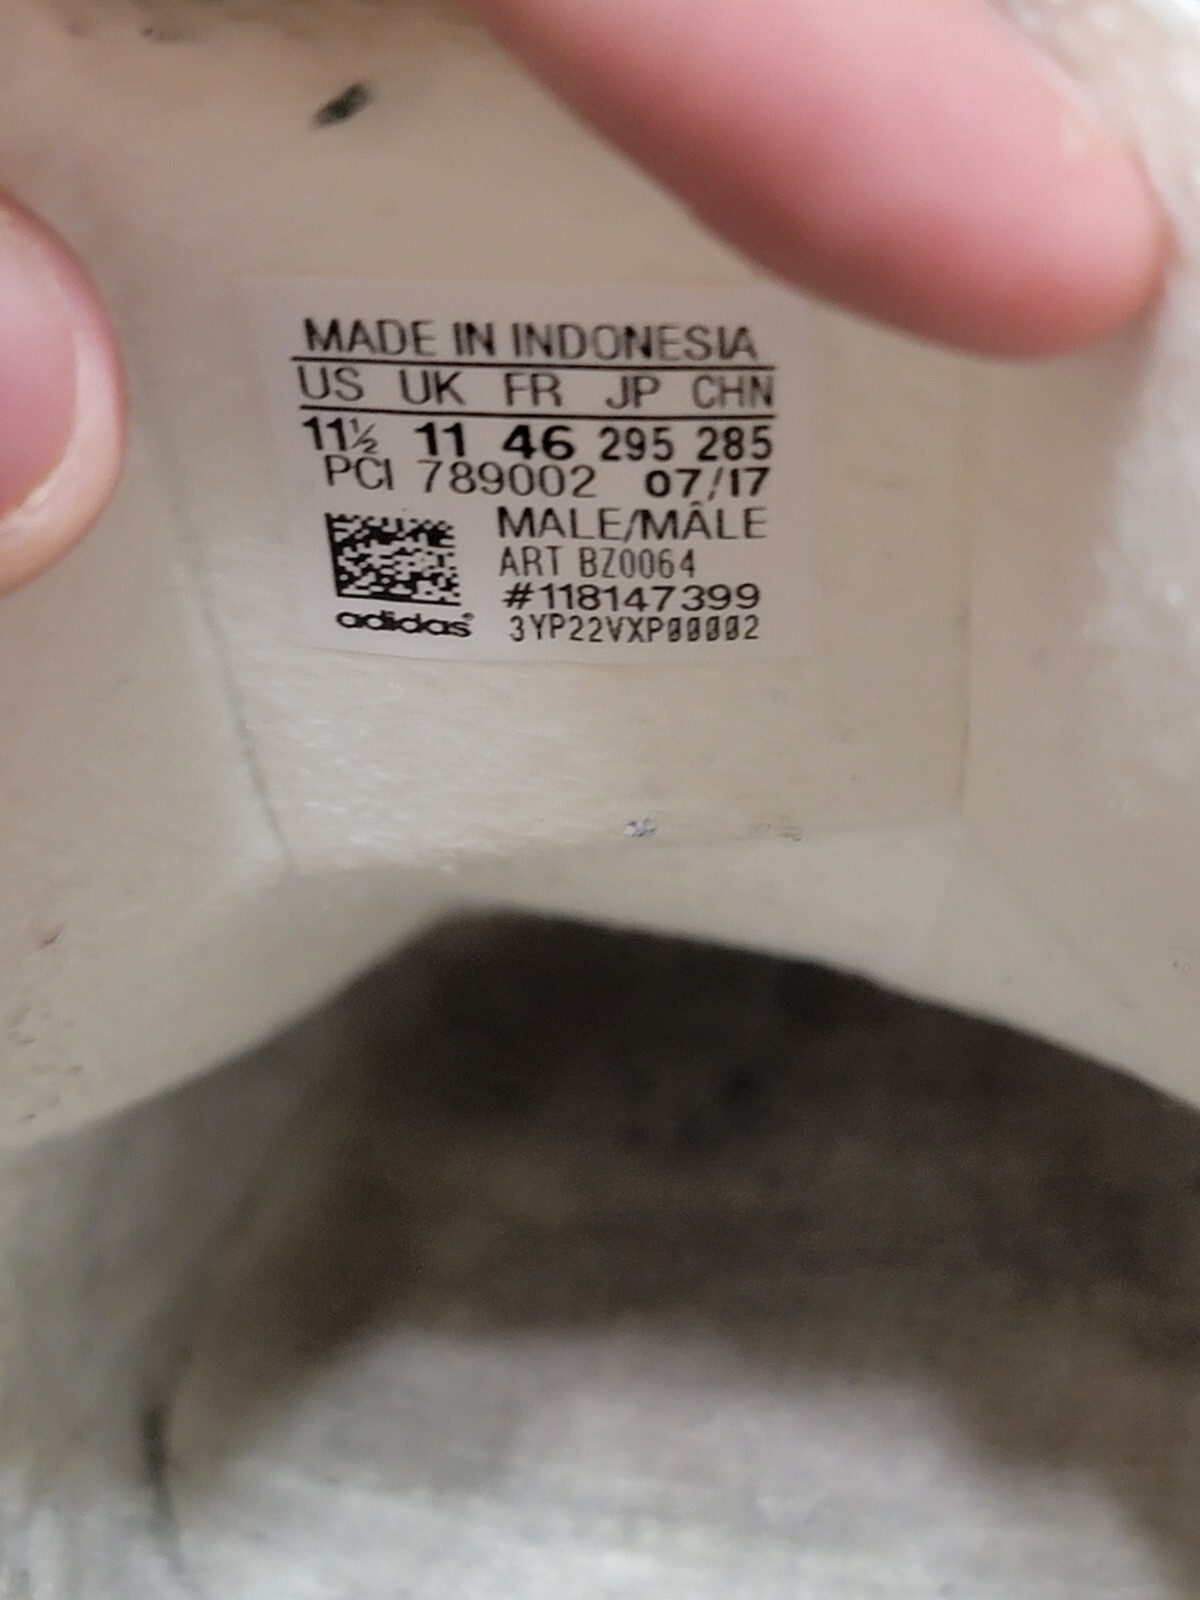 MADE IN INDONESIA
US UK FR JP CHN
11½ 11 46 295 285
PCI 789002 07/17
MALE/MÂLE
ART BZ0064
#118147399
adidas® 3YP22VXP00002